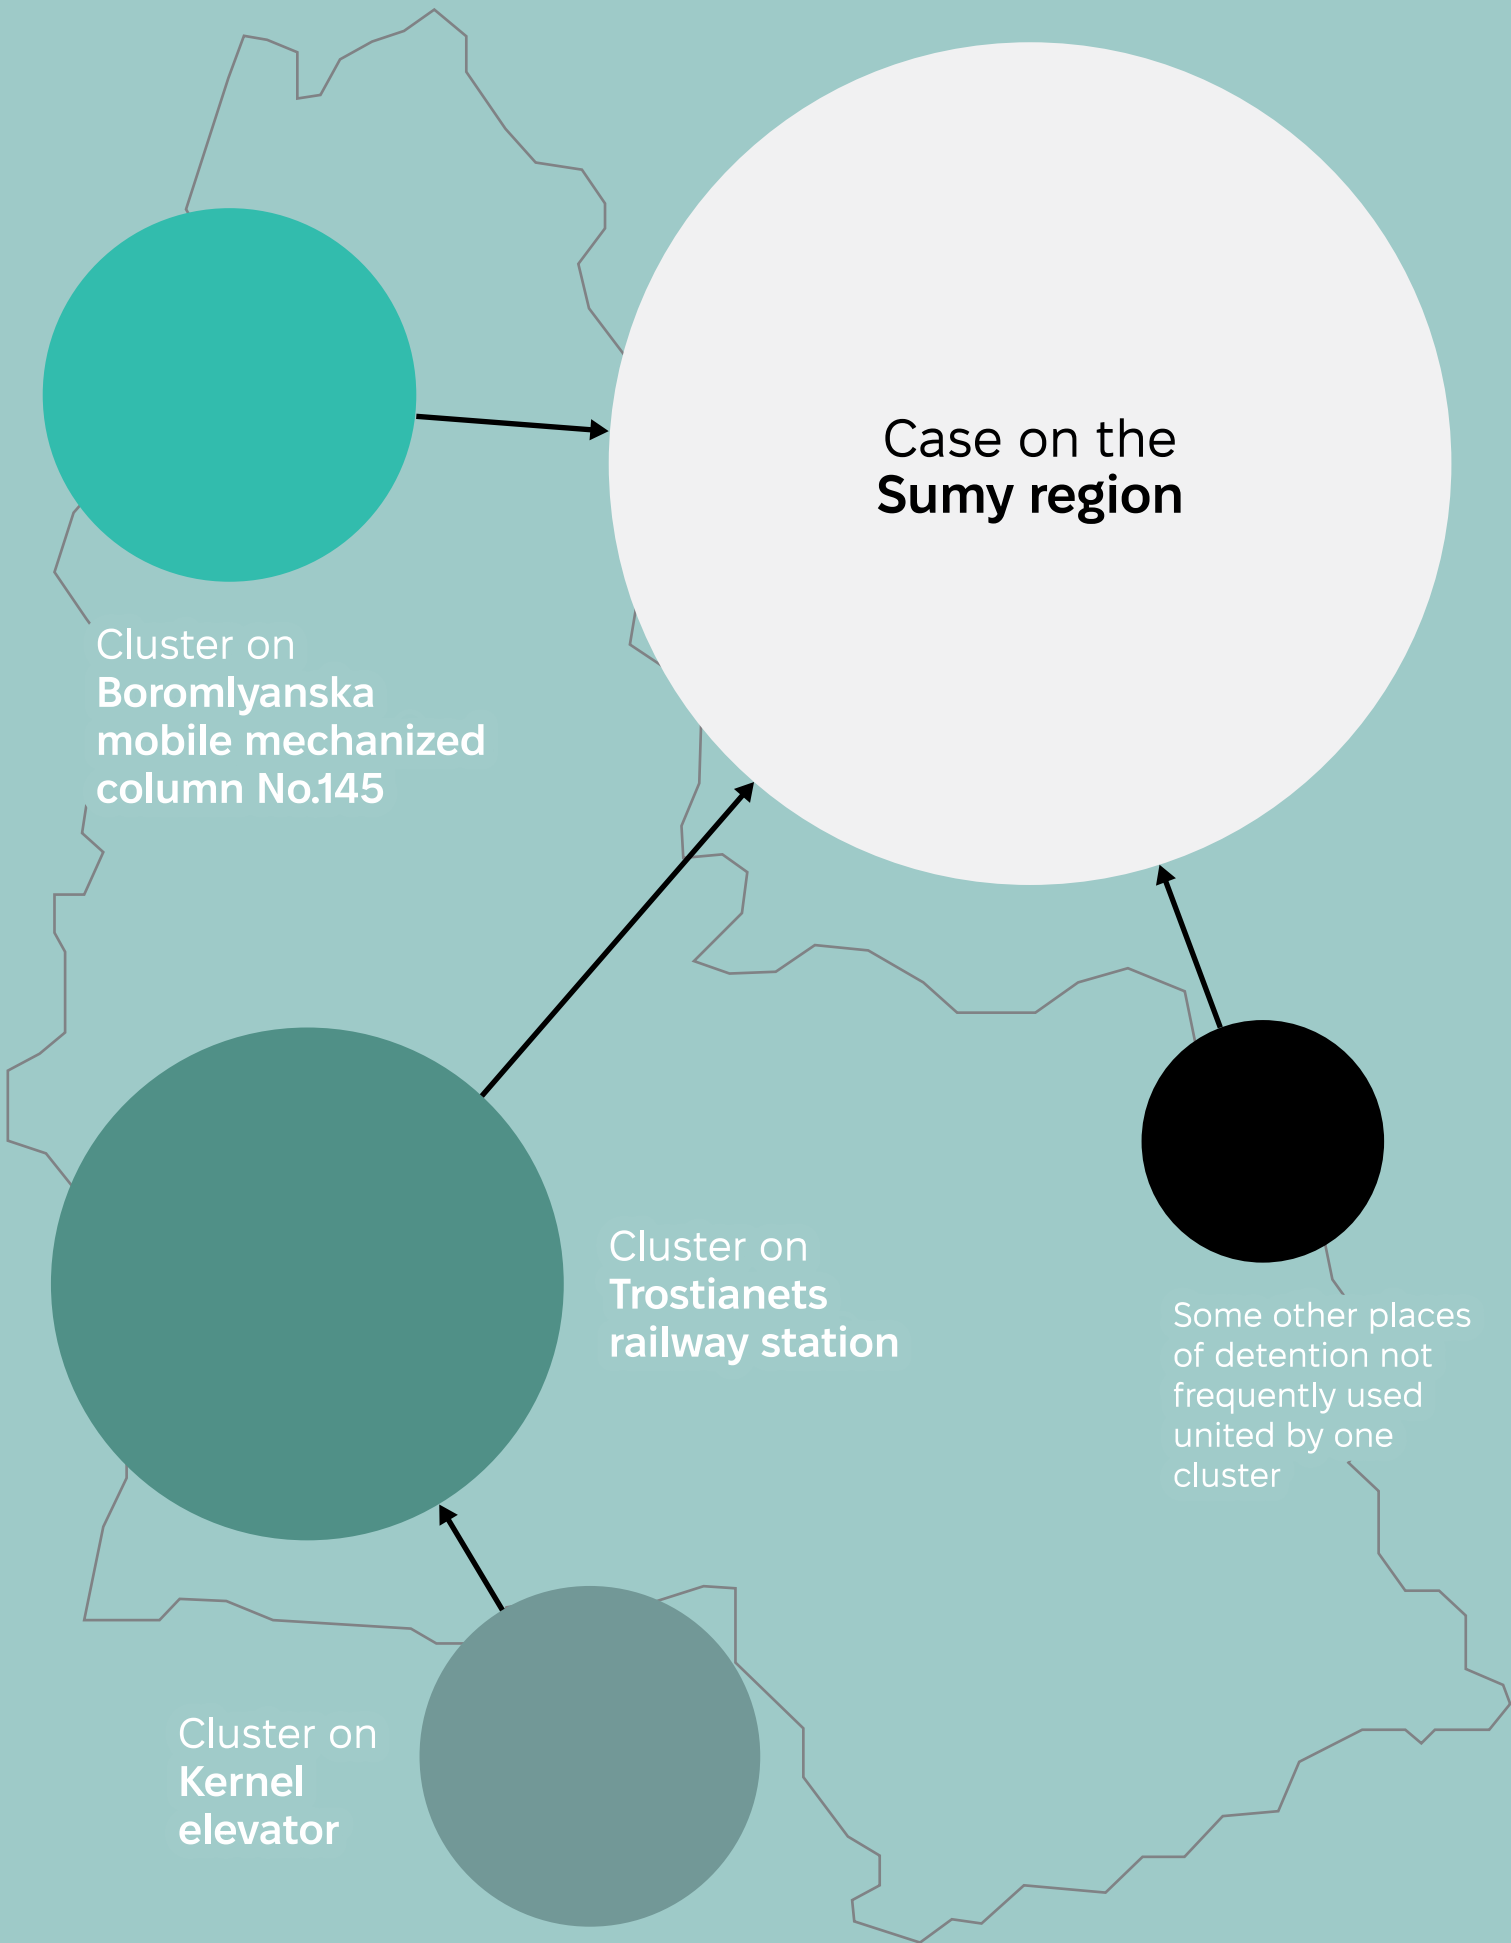 Case on the
Sumy region
Cluster on
Boromlyanska
mobile mechanized
column No.145
Cluster on
Trostianets
railway station
Some other places
of detention not
frequently used
united by one
cluster
Cluster on
Kernel
elevator